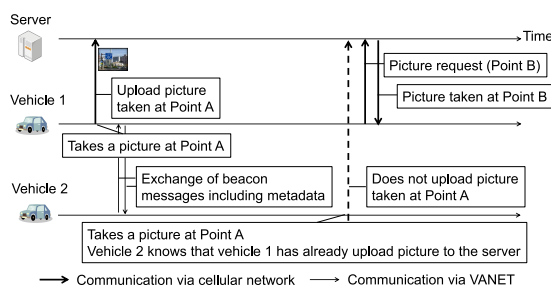 Server
Time
Upload picture
taken at Point A
Picture request (Point B)
Picture taken at Point B
Vehicle 1
Takes a picture at Point A
Exchange of beacon
messages including metadata
Does not upload picture
taken at Point A
Vehicle 2
Takes a picture at Point A
Vehicle 2 knows that vehicle 1 has already upload picture to the server
Communication via cellular network
Communication via VANET